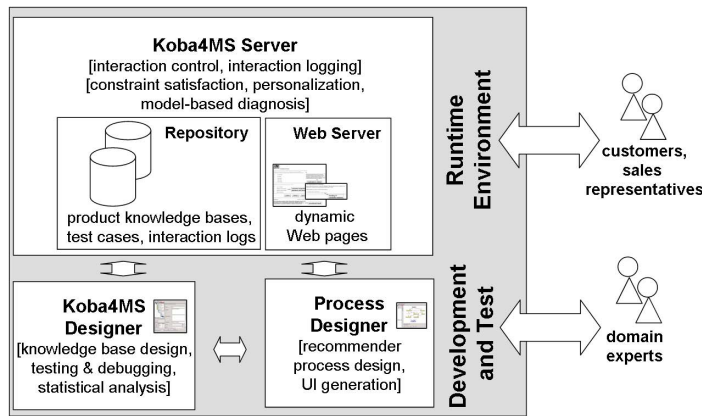 Koba4MS Server
[interaction control, interaction logging]
[constraint satisfaction, personalization,
model-based diagnosis]
Repository
product knowledge bases,
test cases, interaction logs
Web Server
dynamic
Web pages
Runtime
Environment
customers,
sales
representatives
Koba4MS
Designer
[knowledge base design,
testing & debugging,
statistical analysis]
Process
Designer
[recommender
process design,
UI generation]
Development
and Test
domain
experts